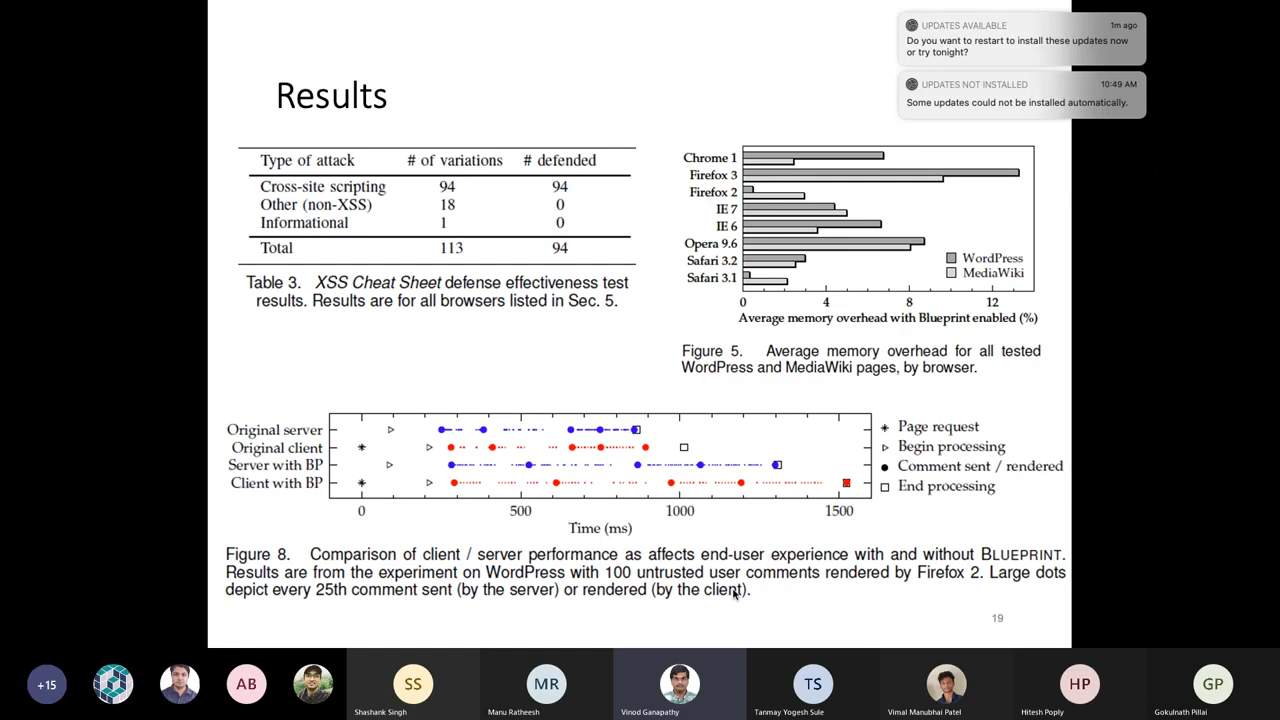 UPDATES AVAILABLE 1m ago
Do you want to restart to install these updates now
or try tonight?
UPDATES NOT INSTALLED 10:49 AM
Some updates could not be installed automatically.
Results
Type of attack # of variations # defended
Cross-site scripting 94 94
Other (non-XSS) 18 0
Informational 1 0
Total 113 94
Table 3. XSS Cheat Sheet defense effectiveness test
results. Results are for all browsers listed in Sec. 5.
Chrome 1
Firefox 3
Firefox 2
IE 7
IE 6
Opera 9.6
Safari 3.2
Safari 3.1
WordPress
MediaWiki
0 4 8 12
Average memory overhead with Blueprint enabled (%)
Figure 5. Average memory overhead for all tested
WordPress and MediaWiki pages, by browser.
Original server
Original client
Server with BP
Client with BP
Page request
Begin processing
Comment sent / rendered
End processing
0 500 1000 1500
Time (ms)
Figure 8. Comparison of client / server performance as affects end-user experience with and without BLUEPRINT.
Results are from the experiment on WordPress with 100 untrusted user comments rendered by Firefox 2. Large dots
depict every 25th comment sent (by the server) or rendered (by the client).
19
+15 AB SS MR TS HP GP
Shashank Singh Manu Ratheesh Vinod Ganapathy Tanmay Yogesh Sule Vimal Manubhai Patel Hitesh Poply Gokulnath Pillai